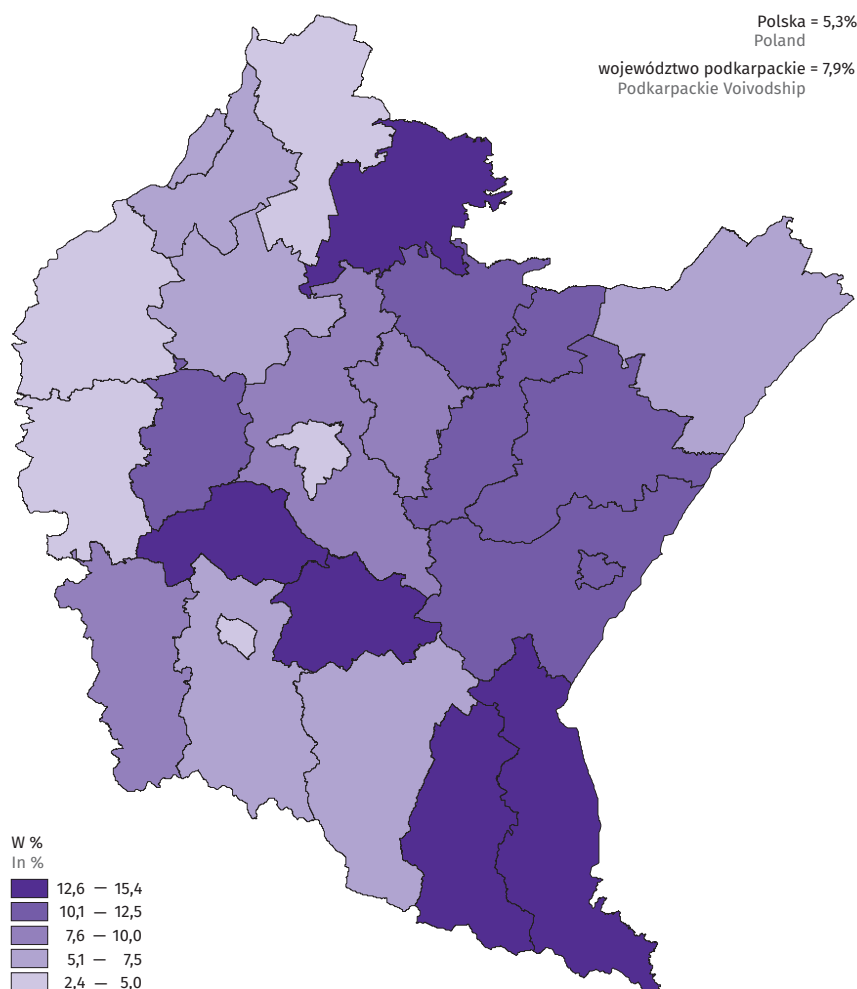 Polska = 5,3%
Poland
województwo podkarpackie = 7,9%
Podkarpackie Voivodship
W %
In %
12,6 — 15,4
10,1 — 12,5
7,6 — 10,0
5,1 — 7,5
2,4 — 5,0